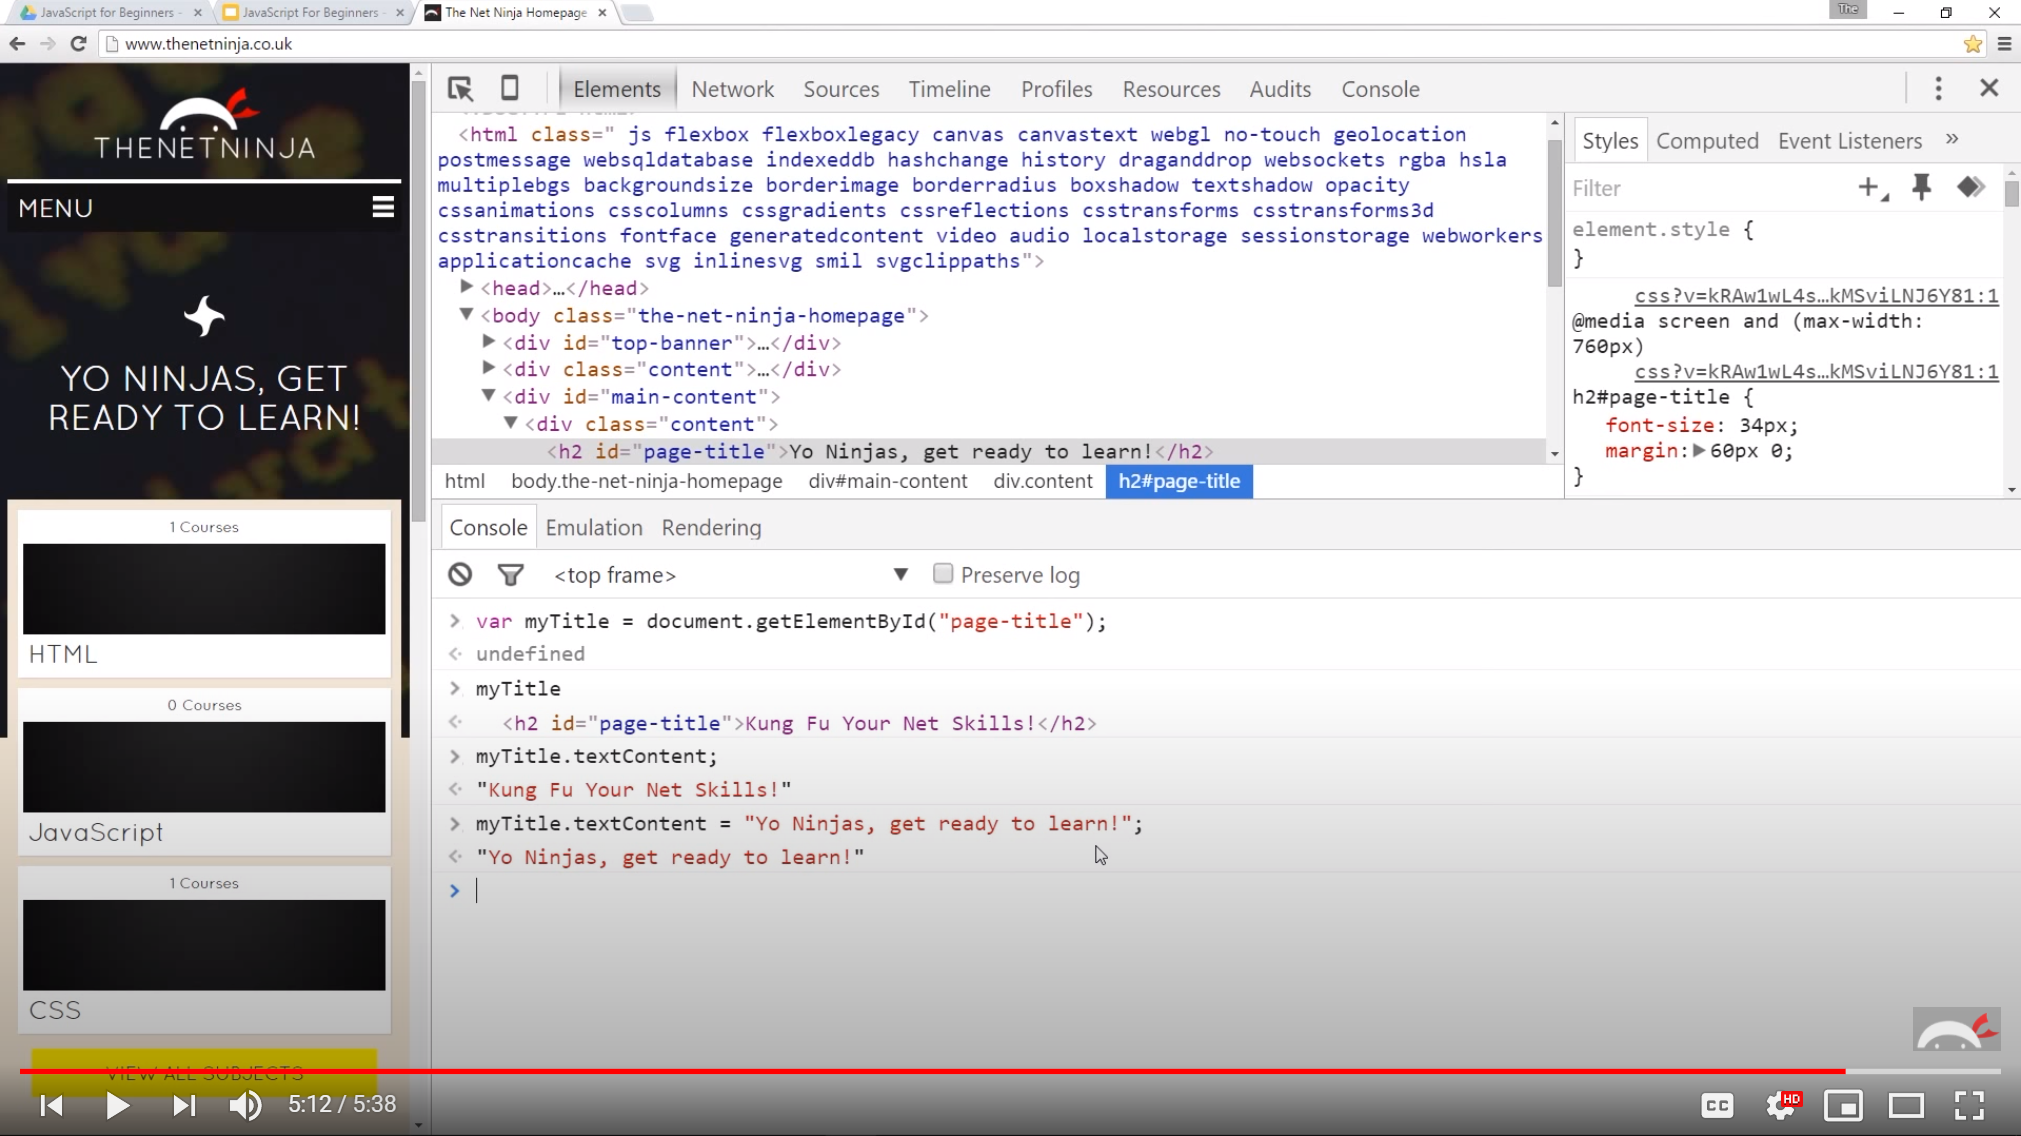 JavaScript for Beginners -
JavaScript For Beginners -
The Net Ninja Homepage
The
www.thenetninja.co.uk
THENETNINJA
MENU
YO NINJAS, GET
READY TO LEARN!
1 Courses
HTML
0 Courses
JavaScript
1 Courses
CSS
VIEW ALL SUBJECTS
Elements Network Sources Timeline Profiles Resources Audits Console
<html class=" js flexbox flexboxlegacy canvas canvastext webgl no-touch geolocation
postmessage websqldatabase indexeddb hashchange history draganddrop websockets rgba hsla
multiplebgs backgroundsize borderimage borderradius boxshadow textshadow opacity
cssanimations csscolumns cssgradients cssreflections csstransforms csstransforms3d
csstransitions fontface generatedcontent video audio localstorage sessionstorage webworkers
applicationcache svg inlinesvg smil svgclippaths">
<head>…</head>
<body class="the-net-ninja-homepage">
<div id="top-banner">…</div>
<div class="content">…</div>
<div id="main-content">
<div class="content">
<h2 id="page-title">Yo Ninjas, get ready to learn!</h2>
html body.the-net-ninja-homepage div#main-content div.content h2#page-title
Styles Computed Event Listeners »
Filter
element.style {
}
css?v=kRAw1wL4s…kMSviLNJ6Y81:1
@media screen and (max-width:
760px)
css?v=kRAw1wL4s…kMSviLNJ6Y81:1
h2#page-title {
font-size: 34px;
margin: 60px 0;
}
Console Emulation Rendering
<top frame> Preserve log
var myTitle = document.getElementById("page-title");
undefined
myTitle
<h2 id="page-title">Kung Fu Your Net Skills!</h2>
myTitle.textContent;
"Kung Fu Your Net Skills!"
myTitle.textContent = "Yo Ninjas, get ready to learn!";
"Yo Ninjas, get ready to learn!"
5:12 / 5:38
CC
HD